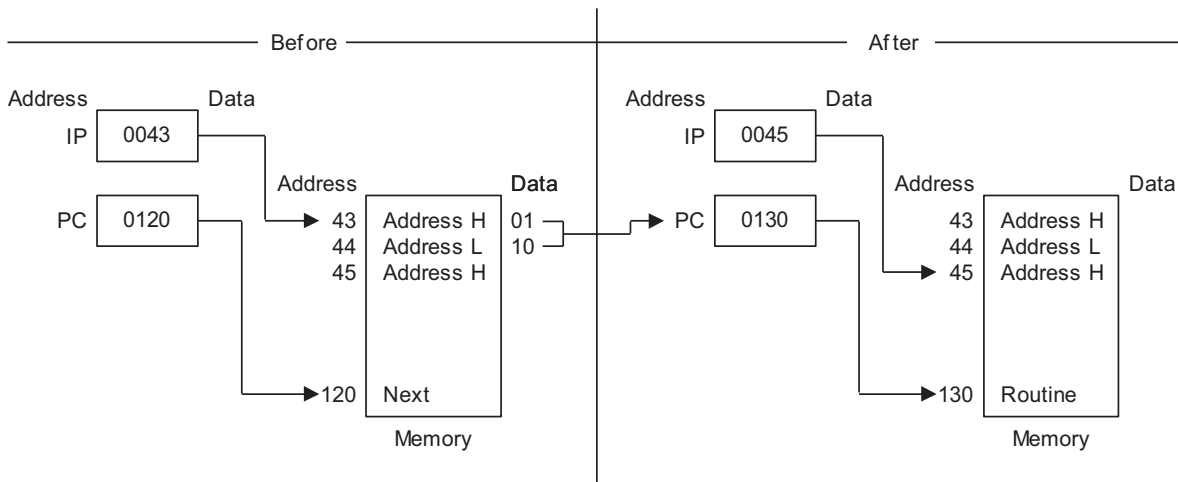 Before
Address Data
IP 0043
Address Data
PC 0120
43 Address H 01
44 Address L 10
45 Address H
120 Next
Memory
After
Address Data
IP 0045
Address Data
PC 0130
43 Address H
44 Address L
45 Address H
130 Routine
Memory